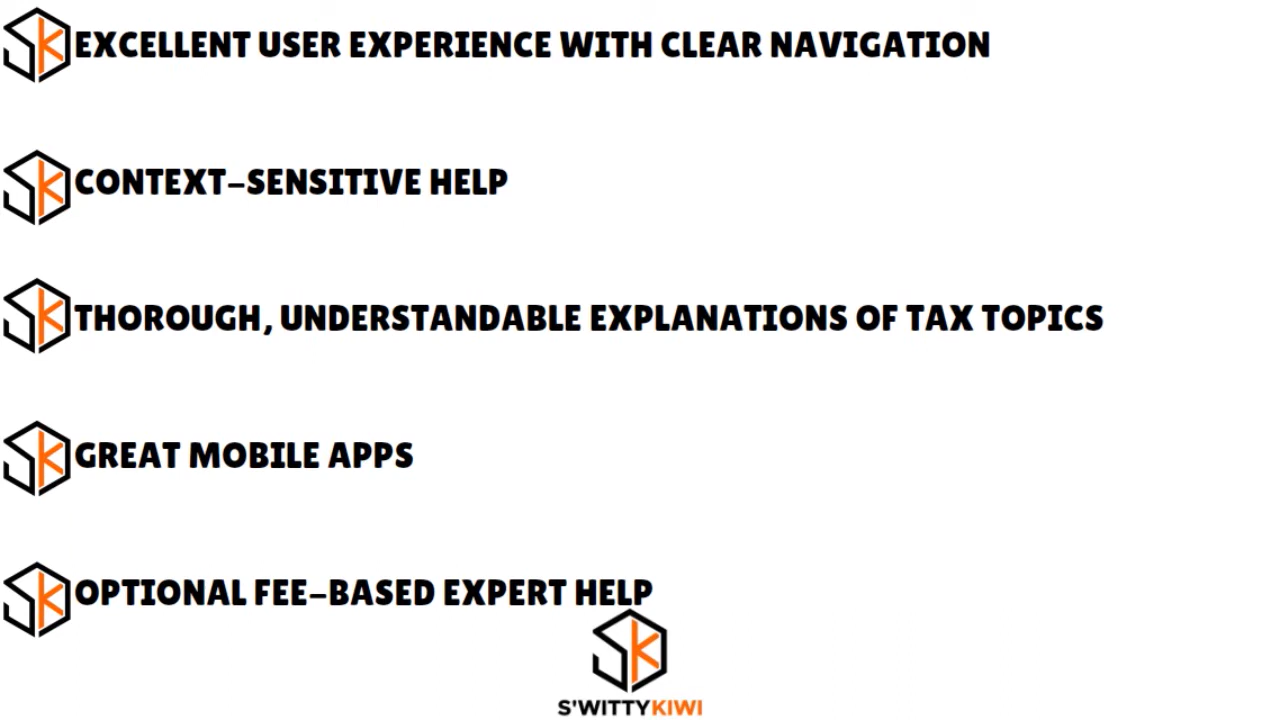 EXCELLENT USER EXPERIENCE WITH CLEAR NAVIGATION
CONTEXT-SENSITIVE HELP
THOROUGH, UNDERSTANDABLE EXPLANATIONS OF TAX TOPICS
GREAT MOBILE APPS
OPTIONAL FEE-BASED EXPERT HELP
S'WITTYKIWI